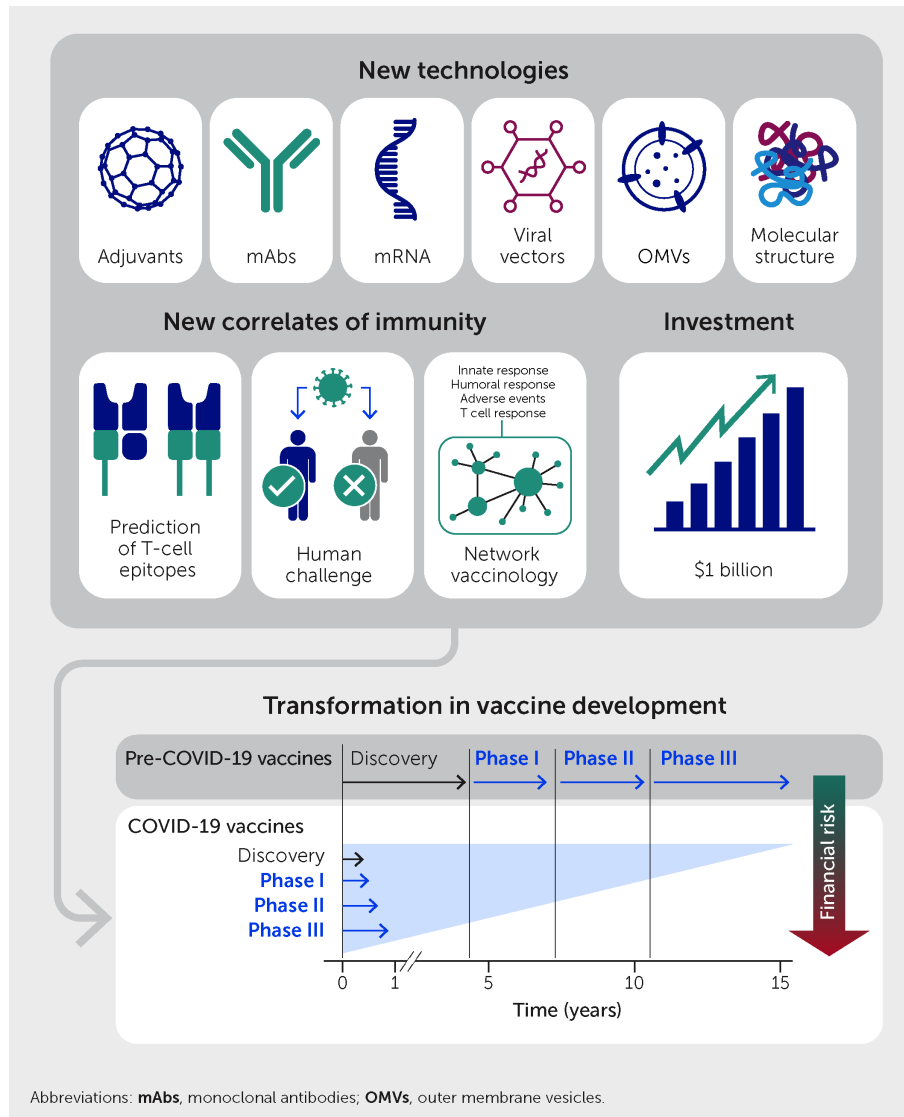 New technologies
Adjuvants
mAbs
mRNA
Viral
vectors
OMVs
Molecular
structure
New correlates of immunity
Investment
Prediction
of T-cell
epitopes
Human
challenge
Innate response
Humoral response
Adverse events
T cell response
Network
vaccinology
$1 billion
Transformation in vaccine development
Pre-COVID-19 vaccines
Discovery
Phase I
Phase II
Phase III
COVID-19 vaccines
Discovery
Phase I
Phase II
Phase III
Financial risk
0 1 5 10 15
Time (years)
Abbreviations: mAbs, monoclonal antibodies; OMVs, outer membrane vesicles.